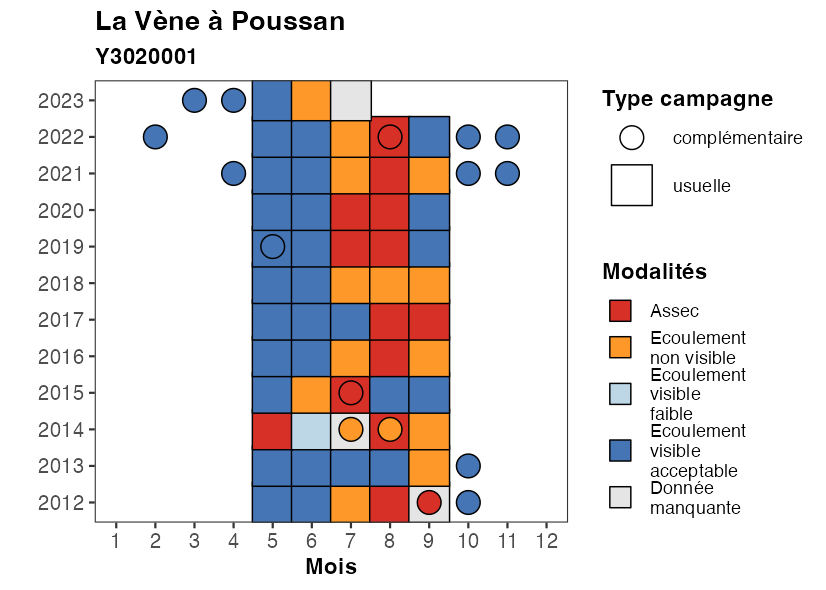 La Vène à Poussan
Y3020001
2023
2022
2021
2020
2019
2018
2017
2016
2015
2014
2013
2012
1 2 3 4 5 6 7 8 9 10 11 12
Mois
Type campagne
complémentaire
usuelle
Modalités
Assec
Ecoulement
non visible
Ecoulement
visible
faible
Ecoulement
visible
acceptable
Donnée
manquante